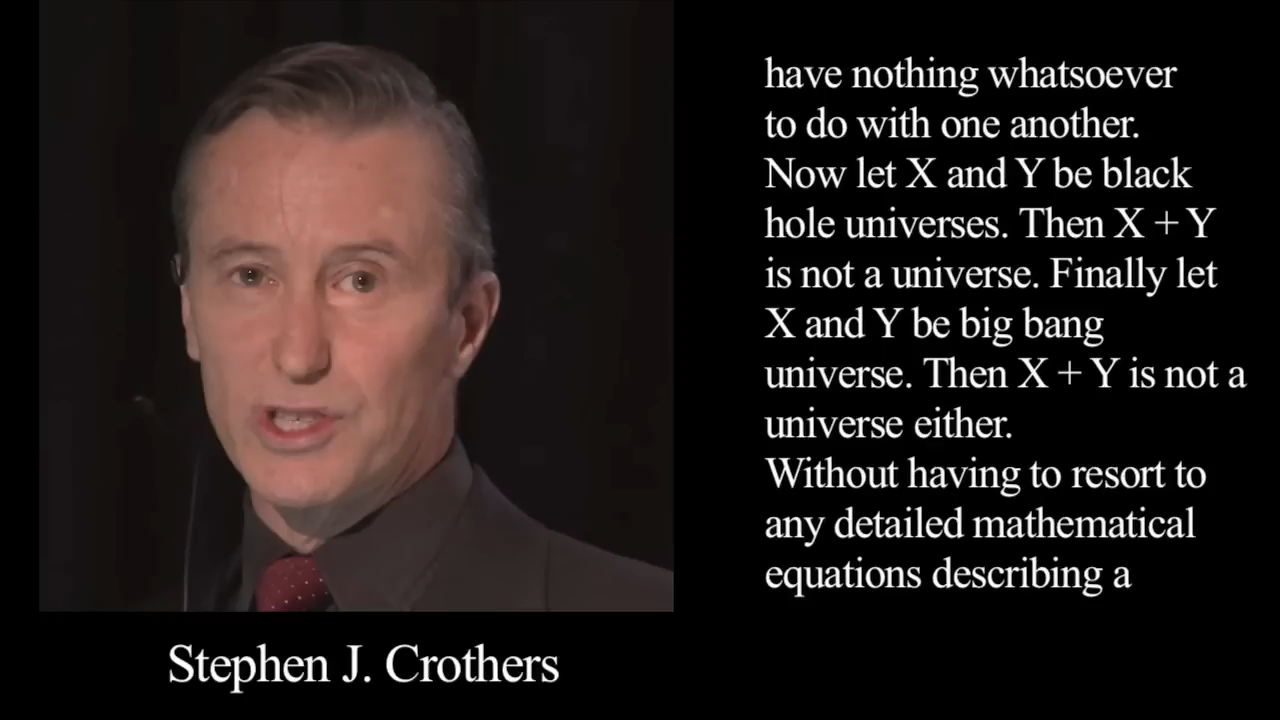 have nothing whatsoever
to do with one another.
Now let X and Y be black
hole universes. Then X + Y
is not a universe. Finally let
X and Y be big bang
universe. Then X + Y is not a
universe either.
Without having to resort to
any detailed mathematical
equations describing a
Stephen J. Crothers